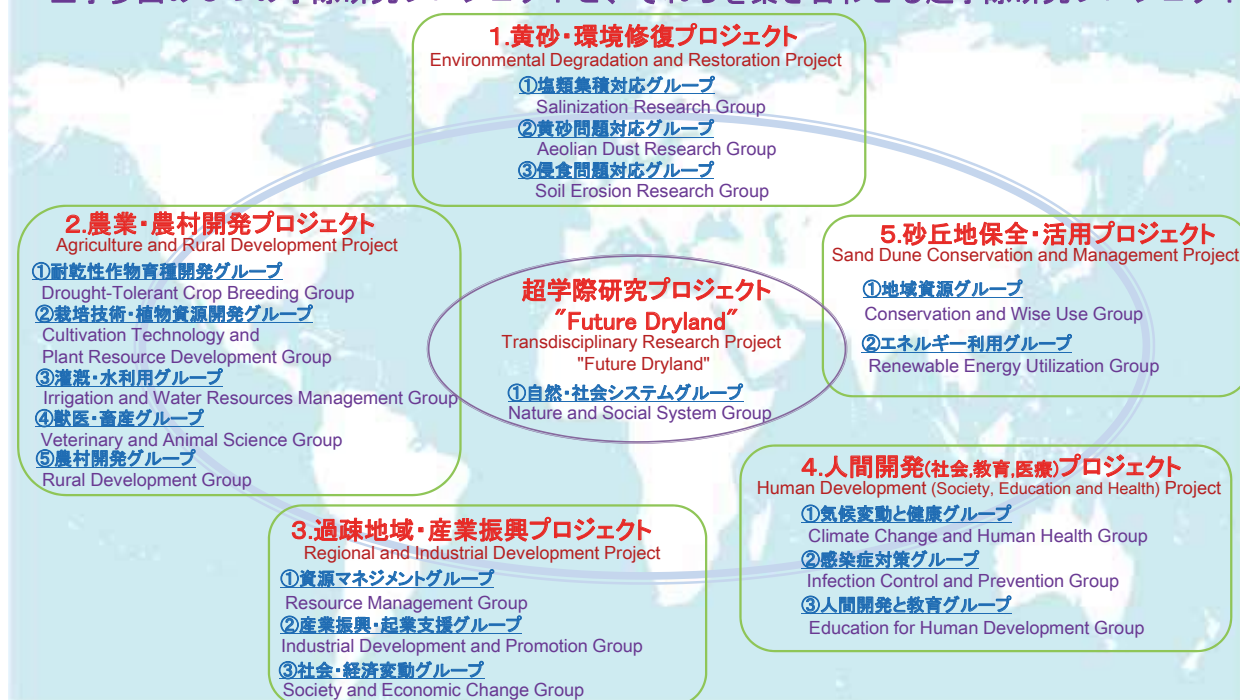 1.黄砂・環境修復プロジェクト
Environmental Degradation and Restoration Project
①塩類集積対応グループ
Salinization Research Group
②黄砂問題対応グループ
Aeolian Dust Research Group
③侵食問題対応グループ
Soil Erosion Research Group
2.農業・農村開発プロジェクト
Agriculture and Rural Development Project
①耐乾性作物育種開発グループ
Drought-Tolerant Crop Breeding Group
②栽培技術・植物資源開発グループ
Cultivation Technology and
Plant Resource Development Group
③灌漑・水利用グループ
Irrigation and Water Resources Management Group
④獣医・畜産グループ
Veterinary and Animal Science Group
⑤農村開発グループ
Rural Development Group
超学際研究プロジェクト
"Future Dryland"
Transdisciplinary Research Project
"Future Dryland"
①自然・社会システムグループ
Nature and Social System Group
5.砂丘地保全・活用プロジェクト
Sand Dune Conservation and Management Project
①地域資源グループ
Conservation and Wise Use Group
②エネルギー利用グループ
Renewable Energy Utilization Group
3.過疎地域・産業振興プロジェクト
Regional and Industrial Development Project
①資源マネジメントグループ
Resource Management Group
②産業振興・起業支援グループ
Industrial Development and Promotion Group
③社会・経済変動グループ
Society and Economic Change Group
4.人間開発(社会,教育,医療)プロジェクト
Human Development (Society, Education and Health) Project
①気候変動と健康グループ
Climate Change and Human Health Group
②感染症対策グループ
Infection Control and Prevention Group
③人間開発と教育グループ
Education for Human Development Group